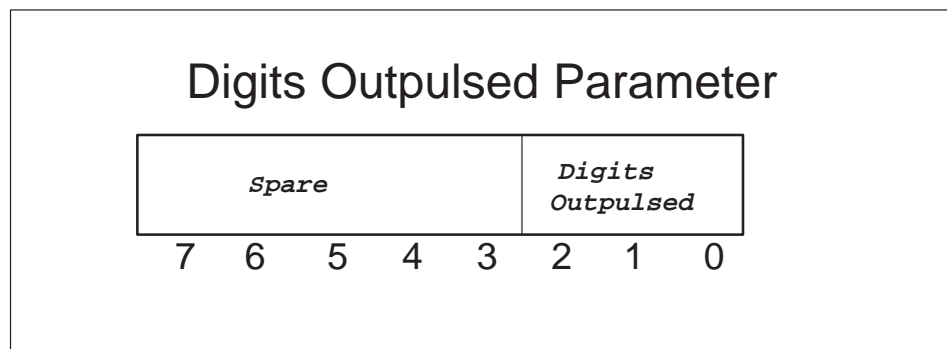 Digits Outpulsed Parameter
Spare
Digits
Outpulsed
7 6 5 4 3 2 1 0